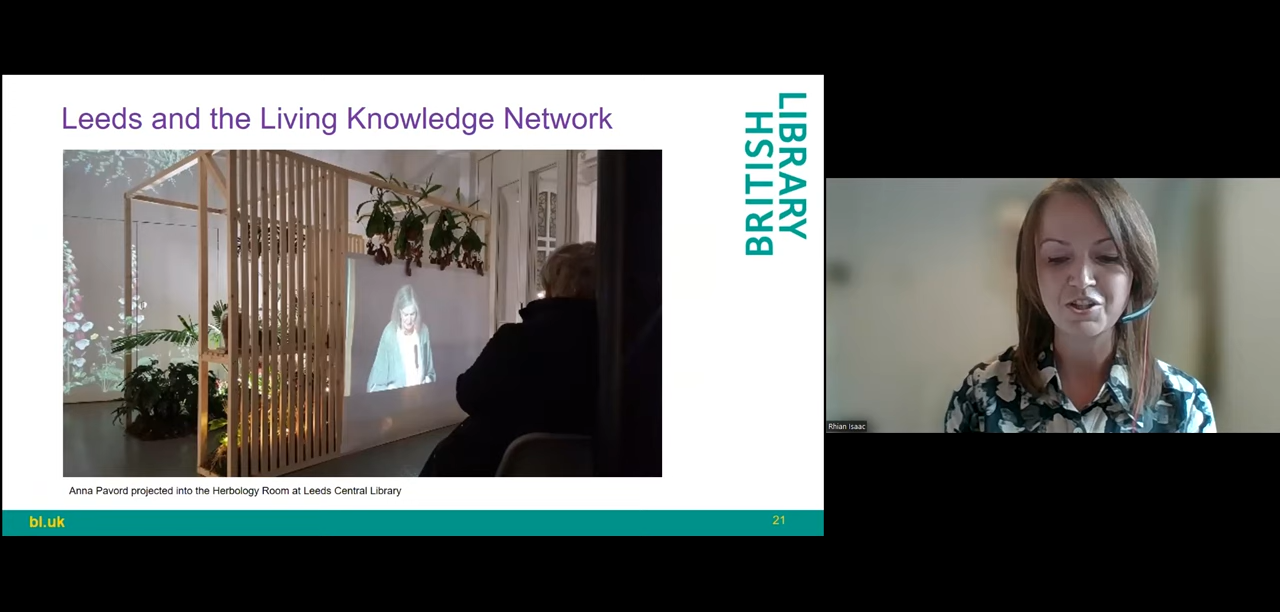 Leeds and the Living Knowledge Network
LIBRARY
BRITISH
Anna Pavord projected into the Herbology Room at Leeds Central Library
bl.uk
21
Rhian Isaac